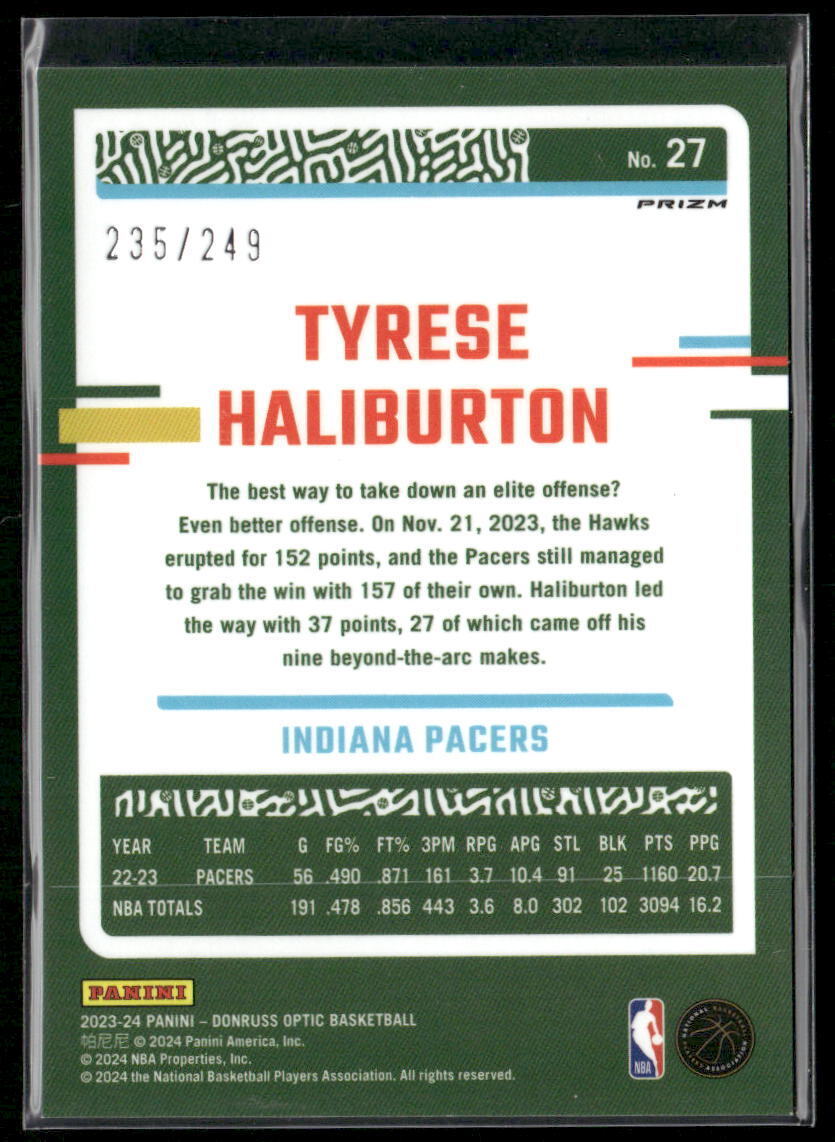 No. 27
PRIZM
235/249
TYRESE
HALIBURTON
The best way to take down an elite offense?
Even better offense. On Nov. 21, 2023, the Hawks
erupted for 152 points, and the Pacers still managed
to grab the win with 157 of their own. Haliburton led
the way with 37 points, 27 of which came off his
nine beyond-the-arc makes.
INDIANA PACERS
YEAR TEAM G FG% FT% 3PM RPG APG STL BLK PTS PPG
22-23 PACERS 56 .490 .871 161 3.7 10.4 91 25 1160 20.7
NBA TOTALS 191 .478 .856 443 3.6 8.0 302 102 3094 16.2
PANINI
2023-24 PANINI – DONRUSS OPTIC BASKETBALL
帕尼尼 © 2024 Panini America, Inc.
© 2024 NBA Properties, Inc.
© 2024 the National Basketball Players Association. All rights reserved.
NBA
NATIONAL BASKETBALL PLAYERS ASSOCIATION